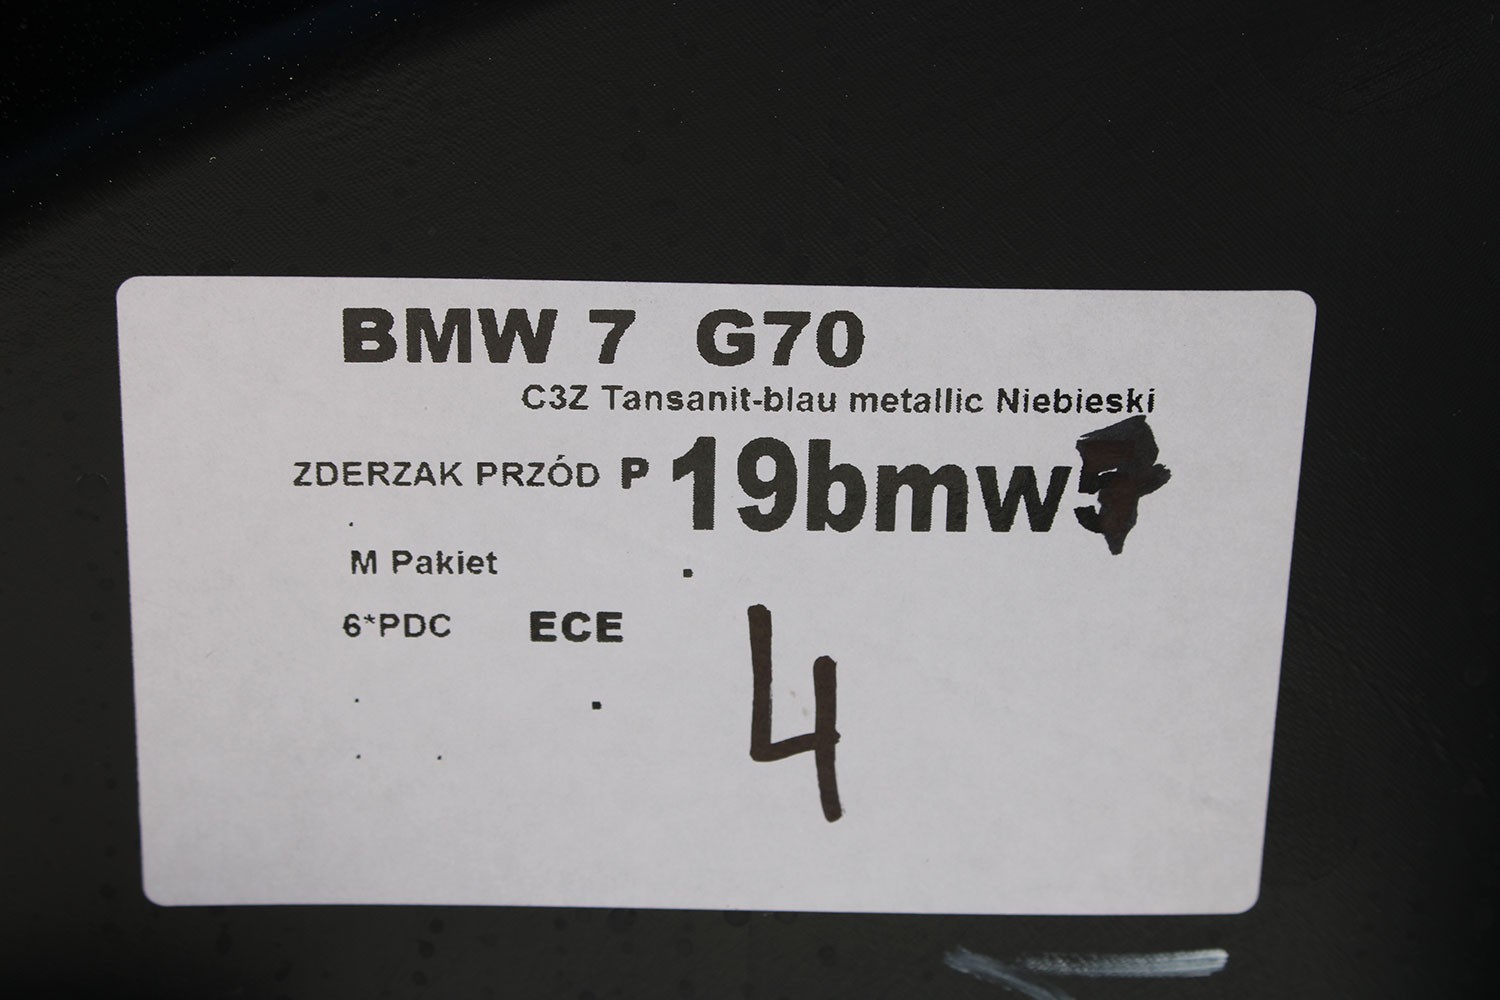 BMW 7 G70
C3Z Tansanit-blau metallic Niebieski
ZDERZAK PRZÓD P 19bmw
M Pakiet
6*PDC ECE
4